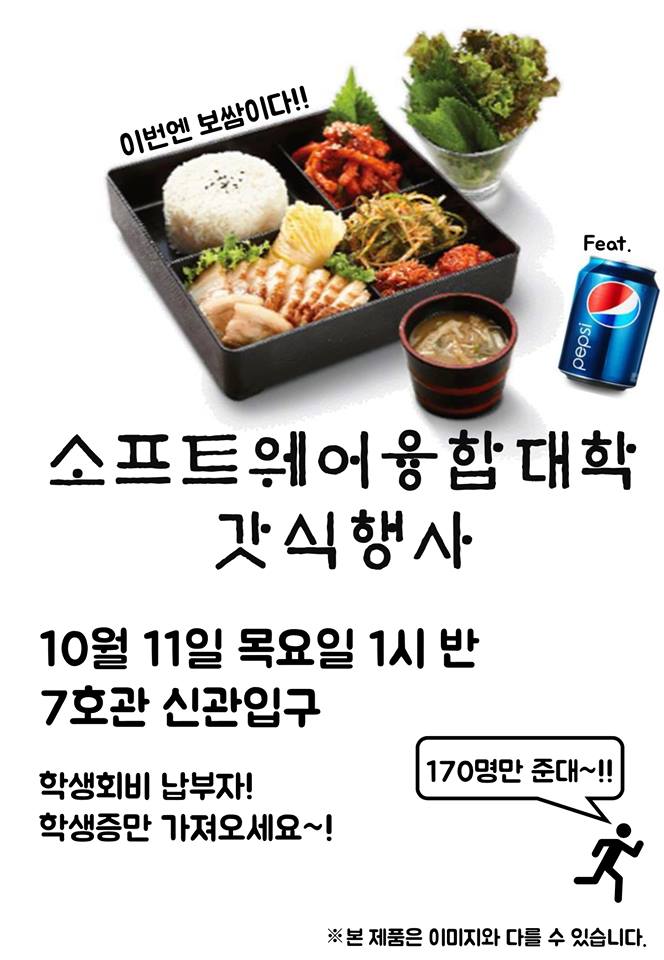 이번엔 보쌈이다!!
Feat.
pepsi
소프트웨어융합대학
갓식행사
10월 11일 목요일 1시 반
7호관 신관입구
학생회비 납부자!
학생증만 가져오세요~!
170명만 준대~!!
※본 제품은 이미지와 다를 수 있습니다.